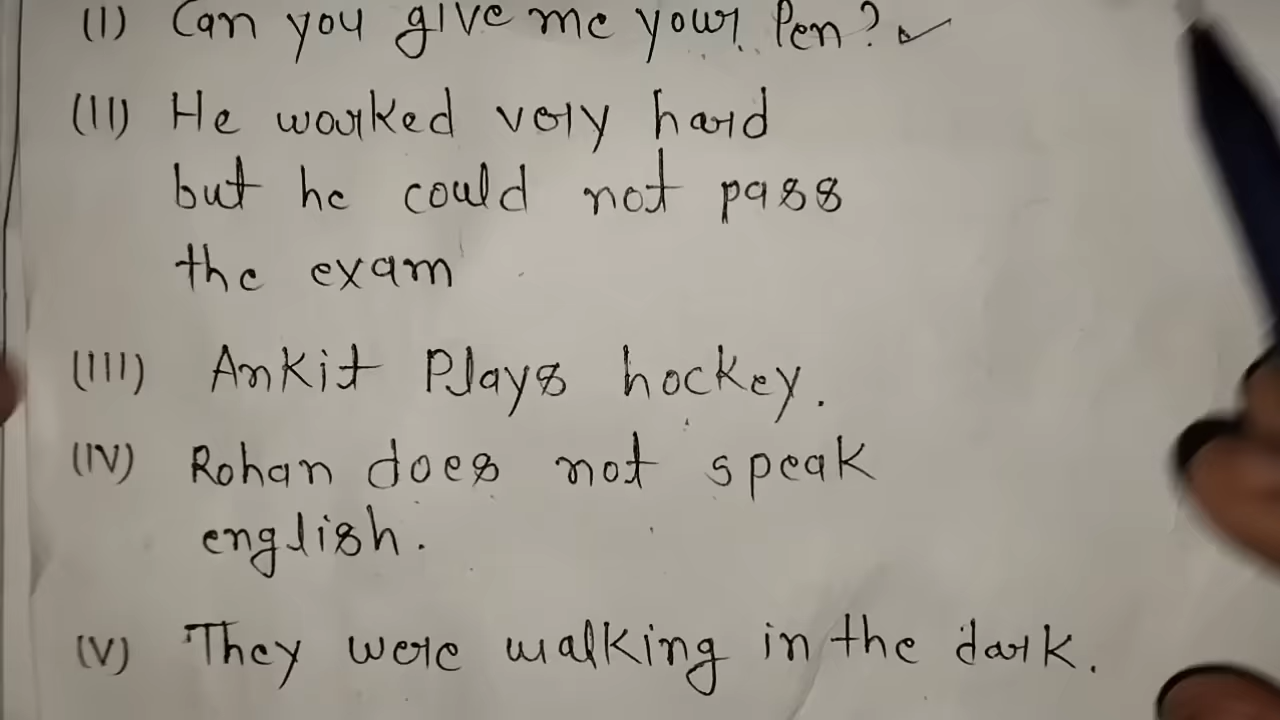 (I) Can you give me your Pen? ✓
(II) He worked very hard
but he could not pass
the exam
(III) Ankit Plays hockey.
(IV) Rohan does not speak
english.
(V) They were walking in the dark.